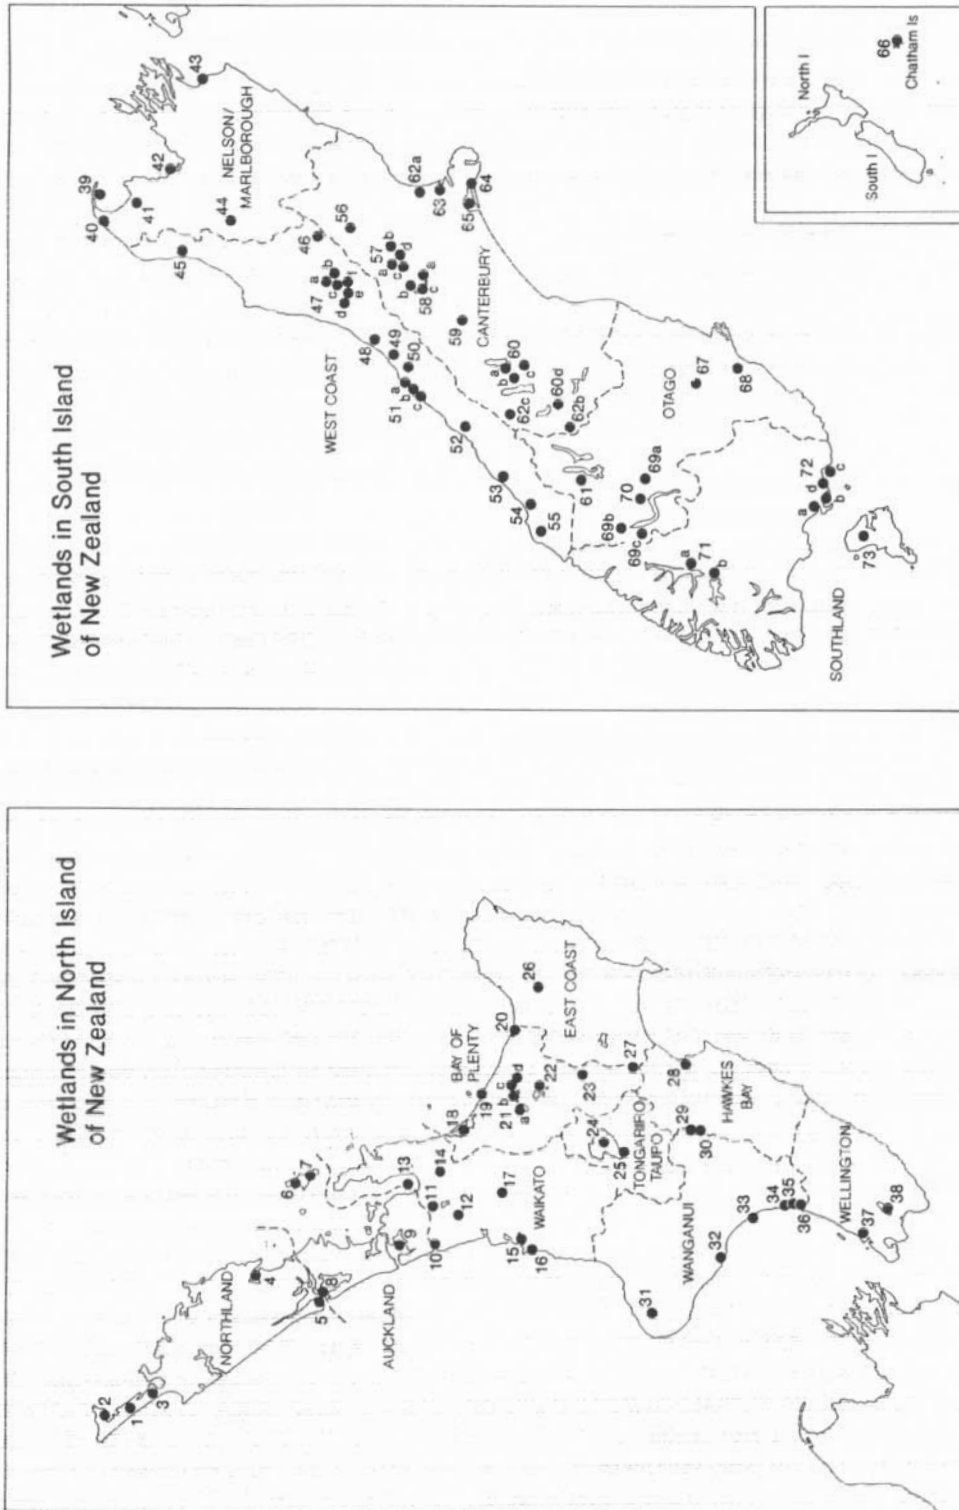 Wetlands in North Island
of New Zealand
2
1
3
NORTHLAND
4
5
8
6
7
AUCKLAND
9
10
13
11
12
14
18
BAY OF
PLENTY
19
20
26
EAST COAST
17
21
a
b
c
d
22
WAIKATO
15
16
23
24
25
27
TONGARIRO/
TAUPO
28
HAWKES
BAY
29
30
31
WANGANUI
32
33
34
35
36
WELLINGTON
37
38
Wetlands in South Island
of New Zealand
39
40
41
42
43
44
45
NELSON/
MARLBOROUGH
46
56
47
a
b
c
d
e
f
WEST COAST
48
49
50
51
a
b
c
52
53
54
55
57
a
b
c
d
58
a
b
c
59
CANTERBURY
62a
63
64
65
60
a
b
c
60d
62c
62b
61
OTAGO
67
68
69a
70
69b
69c
71
a
b
72
a
d
b
c
73
SOUTHLAND
North I
South I
66
Chatham Is